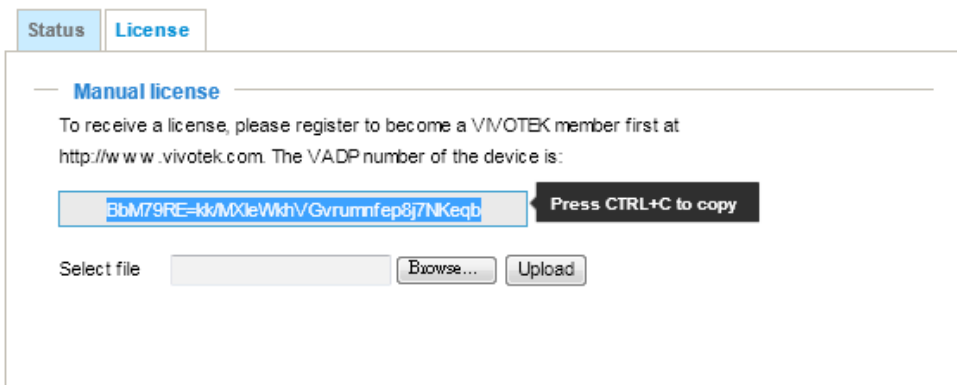 Status License
Manual license
To receive a license, please register to become a VIVOTEK member first at
http://www.vivotek.com. The VADP number of the device is:
BbM79RE=kk/MXleWkhVGvrumnfep8j7NKeqb Press CTRL+C to copy
Select file Browse... Upload